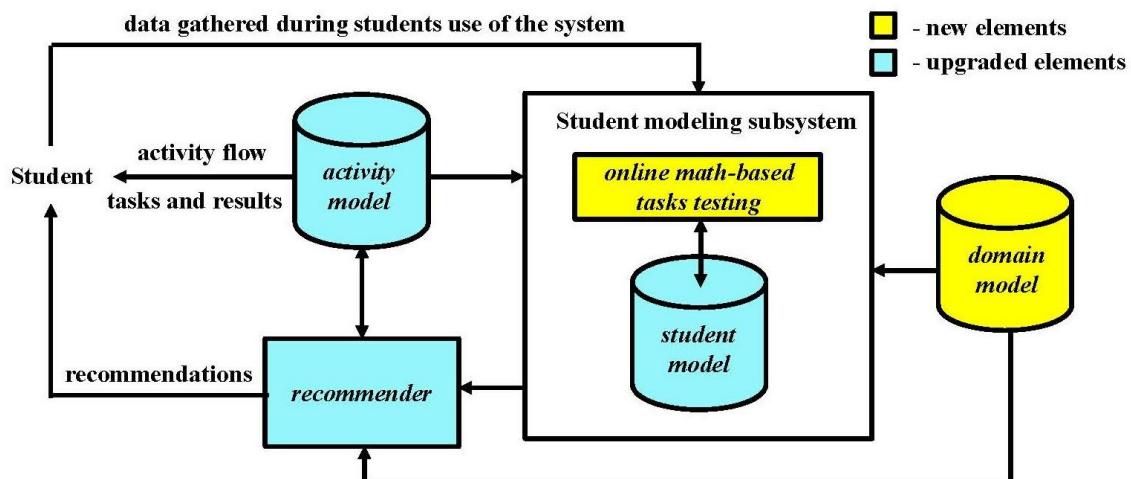 data gathered during students use of the system
- new elements
- upgraded elements
Student modeling subsystem
activity flow
Student
tasks and results
activity
model
online math-based
tasks testing
domain
model
student
model
recommendations
recommender